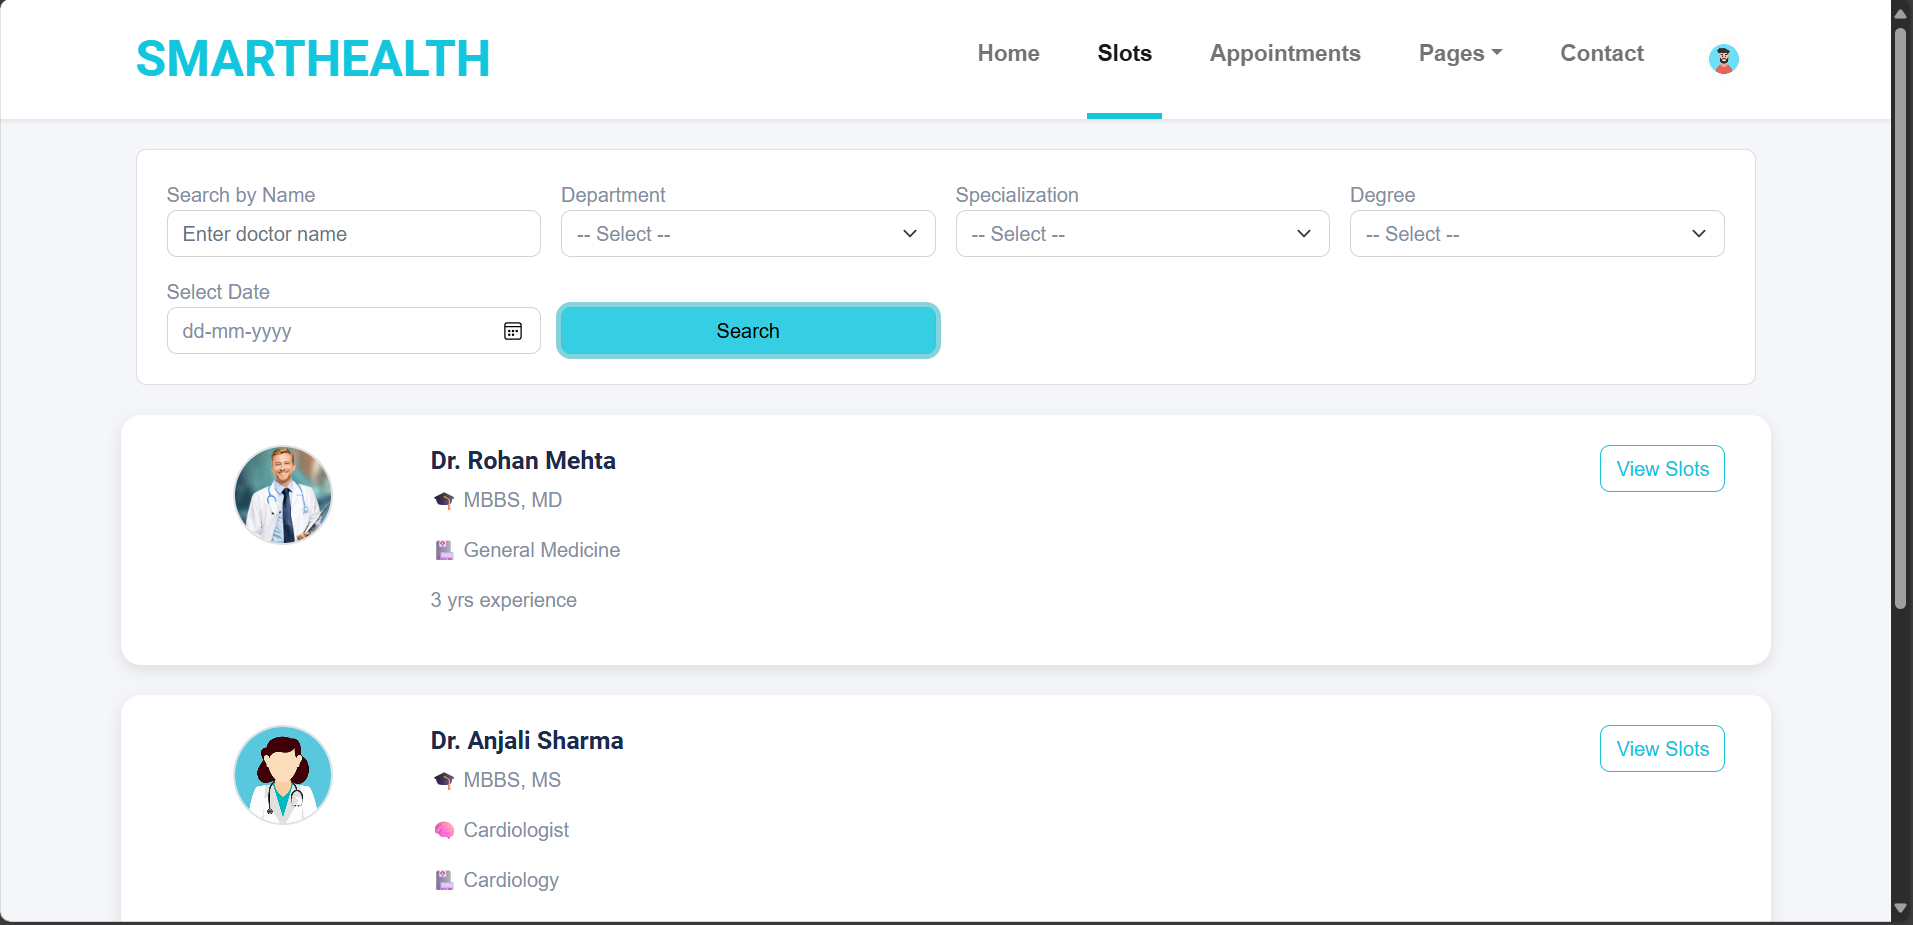 SMARTHEALTH
Home Slots Appointments Pages Contact
Search by Name Department Specialization Degree
Enter doctor name -- Select -- -- Select -- -- Select --
Select Date
dd-mm-yyyy Search
Dr. Rohan Mehta View Slots
MBBS, MD
General Medicine
3 yrs experience
Dr. Anjali Sharma View Slots
MBBS, MS
Cardiologist
Cardiology